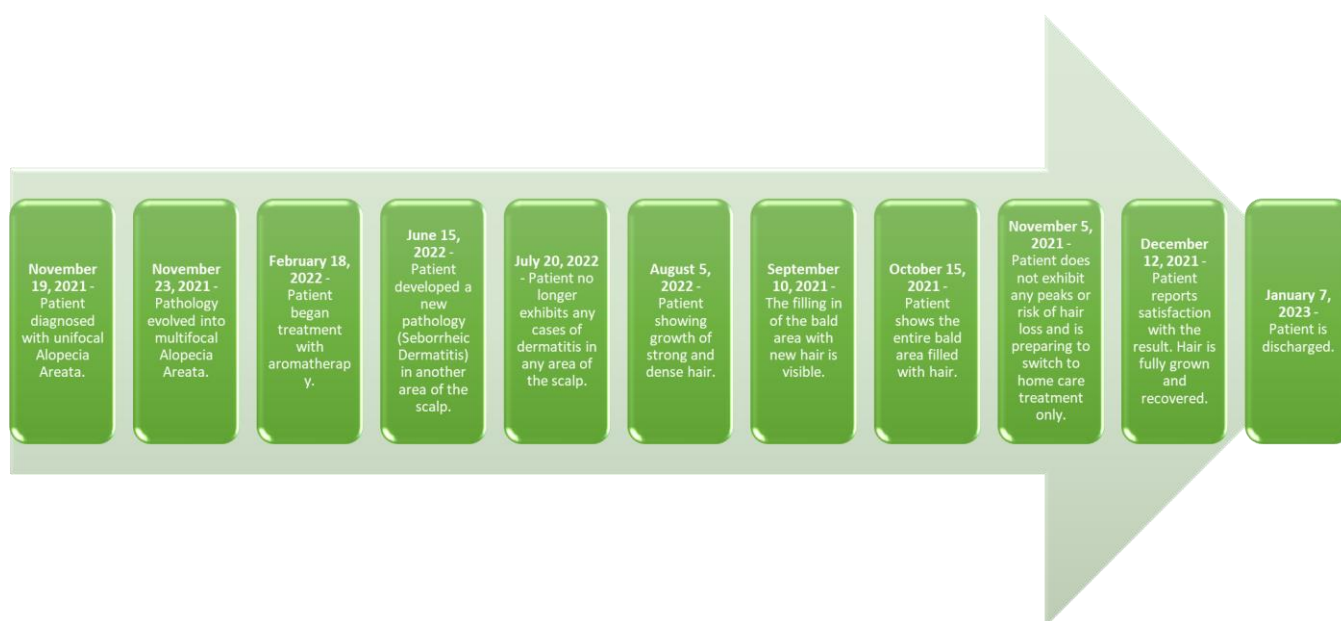 November
19, 2021 -
Patient
diagnosed
with unifocal
Alopecia
Areata.
November
23, 2021 -
Pathology
evolved into
multifocal
Alopecia
Areata.
February 18,
2022 -
Patient
began
treatment
with
aromatherap
y.
June 15,
2022 -
Patient
developed a
new
pathology
(Seborrheic
Dermatitis)
in another
area of the
scalp.
July 20, 2022
- Patient no
longer
exhibits any
cases of
dermatitis in
any area of
the scalp.
August 5,
2022 -
Patient
showing
growth of
strong and
dense hair.
September
10, 2021 -
The filling in
of the bald
area with
new hair is
visible.
October 15,
2021 -
Patient
shows the
entire bald
area filled
with hair.
November 5,
2021 -
Patient does
not exhibit
any peaks or
risk of hair
loss and is
preparing to
switch to
home care
treatment
only.
December
12, 2021 -
Patient
reports
satisfaction
with the
result. Hair is
fully grown
and
recovered.
January 7,
2023 -
Patient is
discharged.